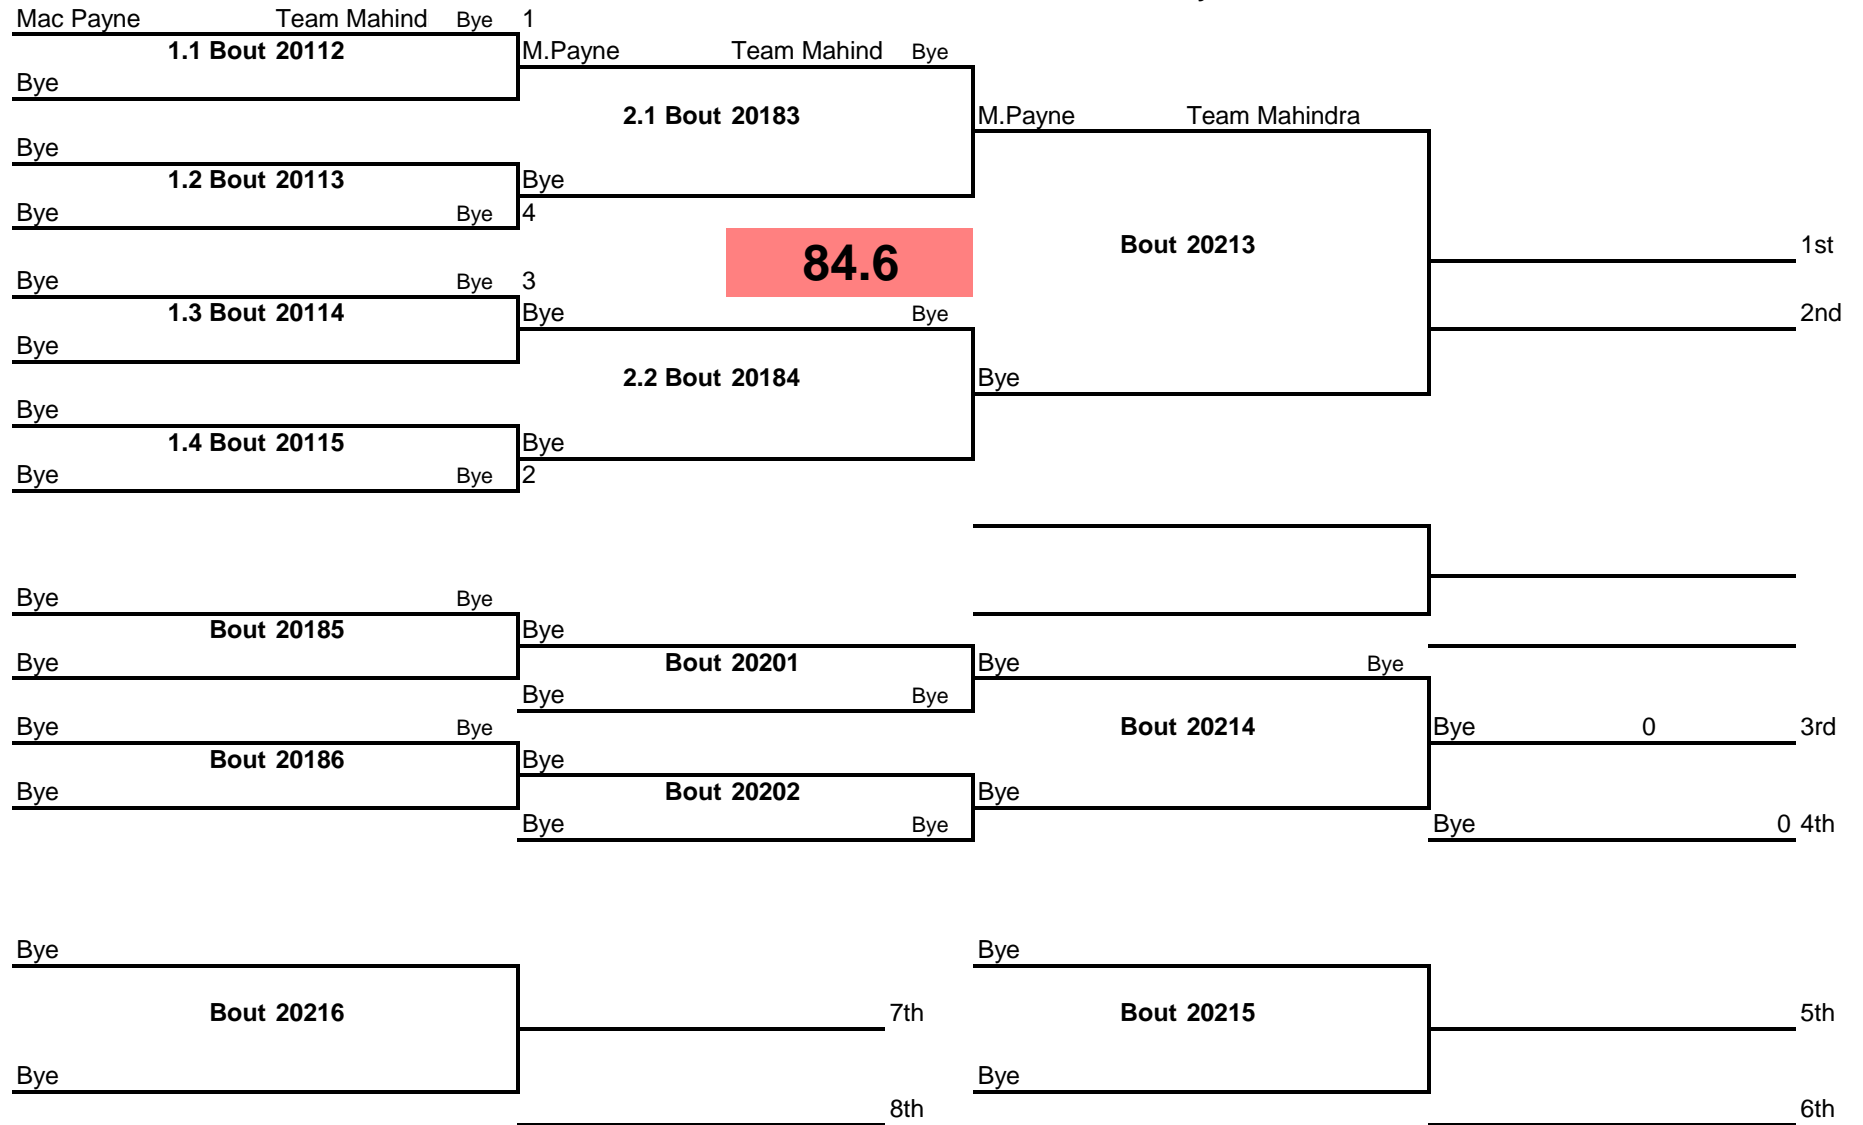 Mac Payne Team Mahind Bye 1
1.1 Bout 20112 M.Payne Team Mahind Bye
Bye
2.1 Bout 20183 M.Payne Team Mahindra
Bye
1.2 Bout 20113 Bye
Bye Bye 4
84.6 Bout 20213 1st
Bye Bye 3
1.3 Bout 20114 Bye Bye 2nd
Bye
2.2 Bout 20184 Bye
Bye
1.4 Bout 20115 Bye
Bye Bye 2
Bye Bye
Bout 20185 Bye
Bye Bout 20201 Bye Bye
Bye Bye
Bye Bye Bout 20214 Bye 0 3rd
Bout 20186 Bye
Bye Bout 20202 Bye
Bye Bye Bye 0 4th
Bye Bye
Bout 20216 7th Bout 20215 5th
Bye Bye
8th 6th